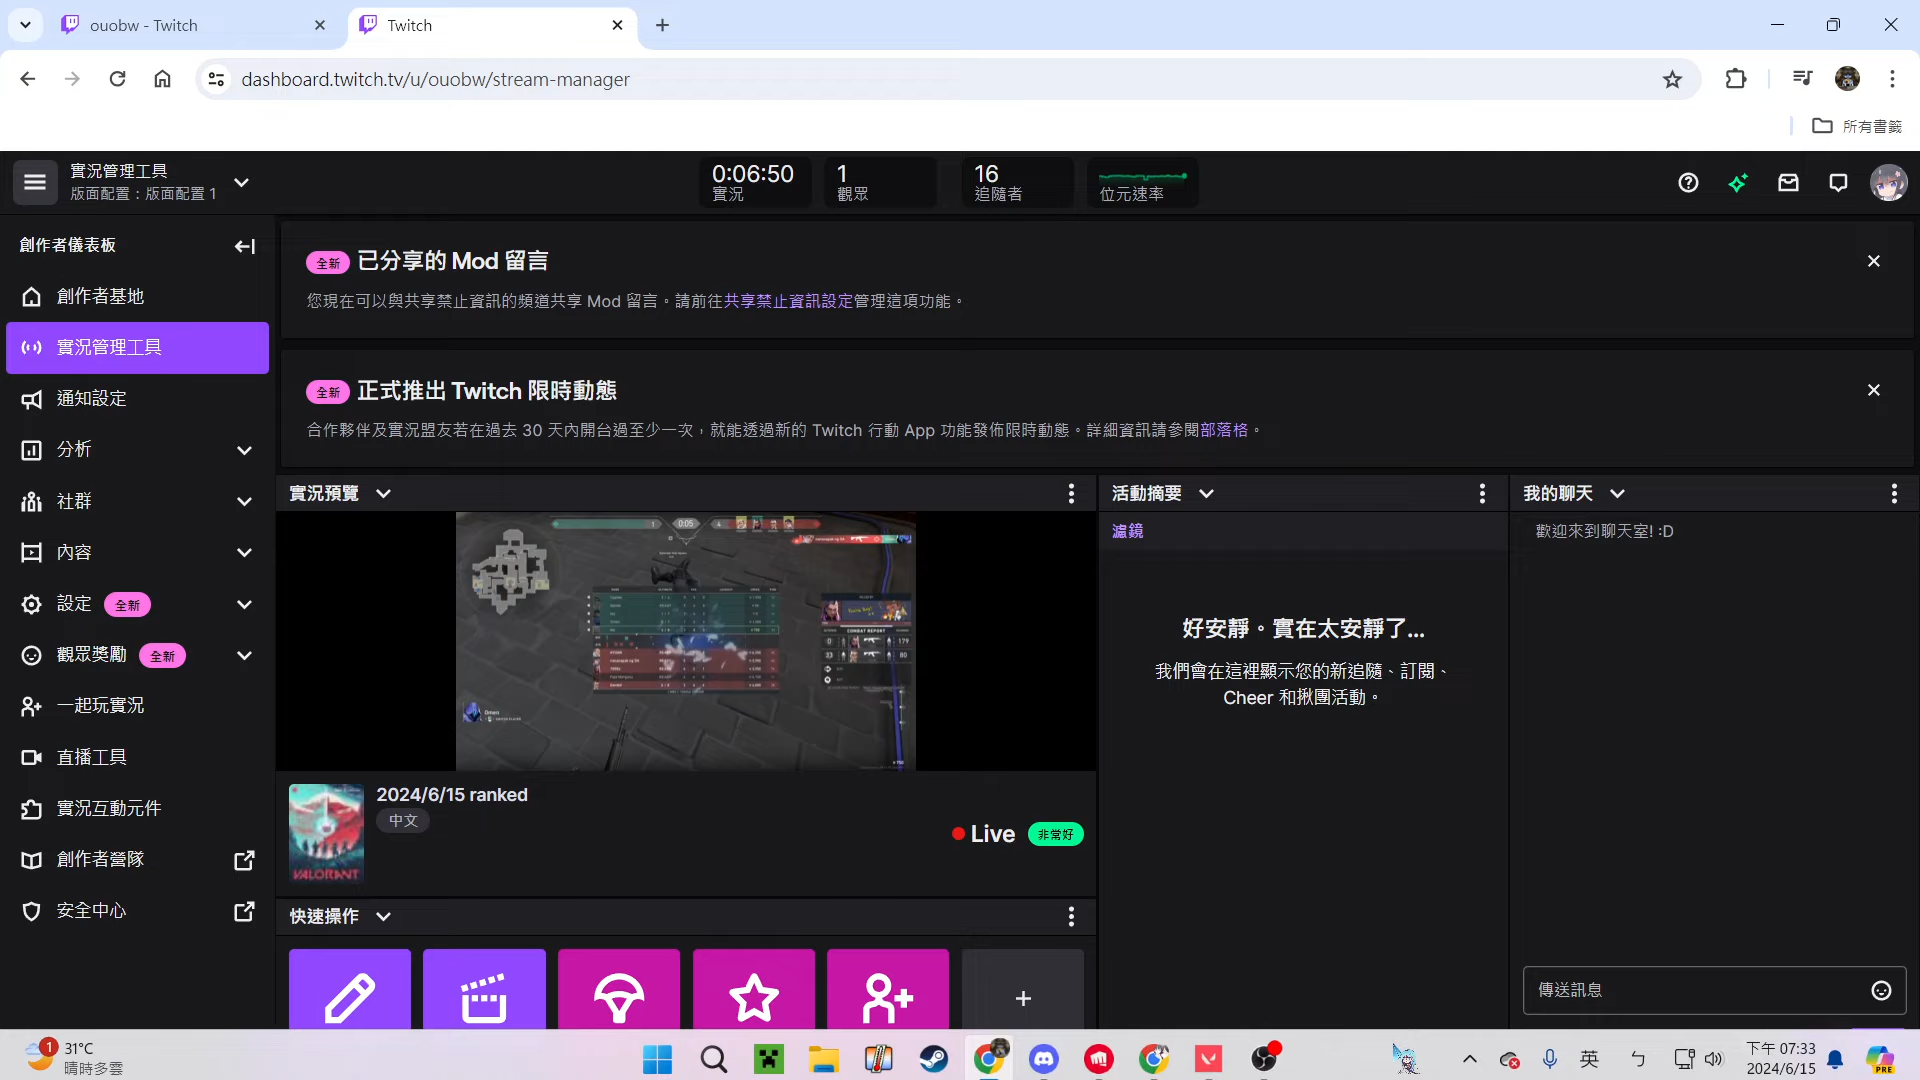 ouobw - Twitch
Twitch
dashboard.twitch.tv/u/ouobw/stream-manager
所有書籤
實況管理工具
版面配置：版面配置 1
0:06:50
實況
1
觀眾
16
追隨者
位元速率
創作者儀表板
創作者基地
實況管理工具
通知設定
分析
社群
內容
設定 全新
觀眾獎勵 全新
一起玩實況
直播工具
實況互動元件
創作者營隊
安全中心
全新 已分享的 Mod 留言
您現在可以與共享禁止資訊的頻道共享 Mod 留言。請前往共享禁止資訊設定管理這項功能。
全新 正式推出 Twitch 限時動態
合作夥伴及實況盟友若在過去 30 天內開台過至少一次，就能透過新的 Twitch 行動 App 功能發佈限時動態。詳細資訊請參閱部落格。
實況預覽
1 0:05 4
COMBAT REPORT
0 179
33 80
Omen
VALORANT
2024/6/15 ranked
中文
Live 非常好
快速操作
活動摘要
濾鏡
好安靜。實在太安靜了...
我們會在這裡顯示您的新追隨、訂閱、
Cheer 和揪團活動。
我的聊天
歡迎來到聊天室! :D
傳送訊息
1
31°C
晴時多雲
英
ㄅ
下午 07:33
2024/6/15
PRE